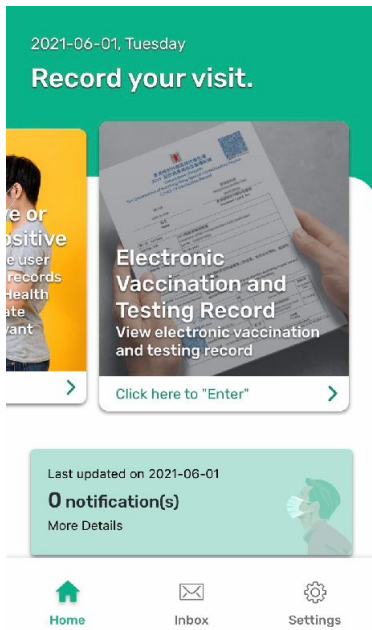 2021-06-01, Tuesday
Record your visit.
ve or
ositive
e user
records
Health
ate
vant
Electronic
Vaccination and
Testing Record
View electronic vaccination
and testing record
Click here to "Enter"
Last updated on 2021-06-01
0 notification(s)
More Details
Home
Inbox
Settings